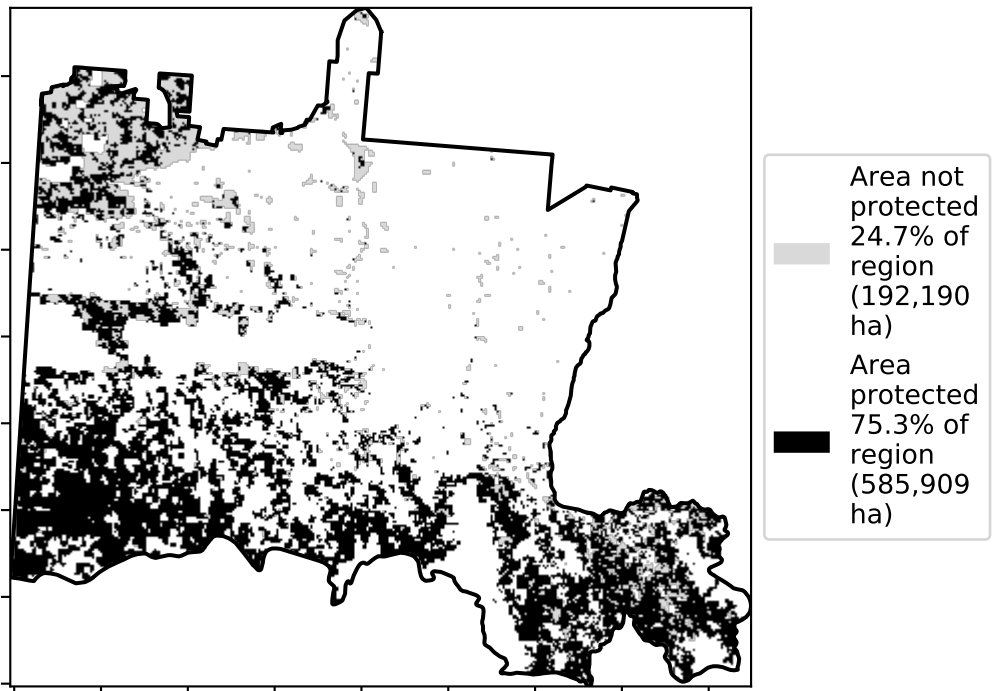 Area not
protected
24.7% of
region
(192,190
ha)
Area
protected
75.3% of
region
(585,909
ha)